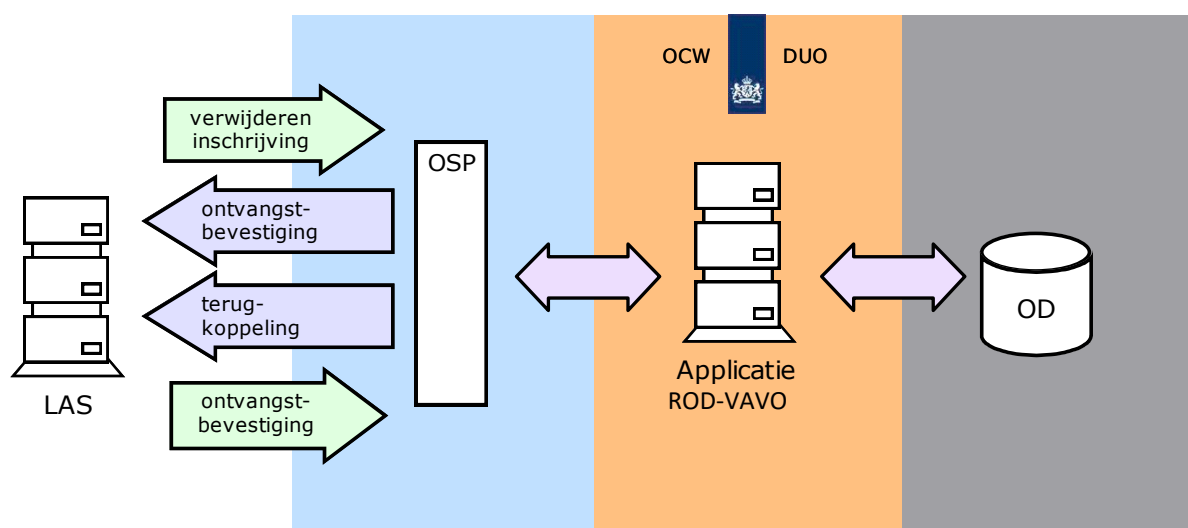 OCW DUO
verwijderen
inschrijving
OSP
ontvangst-
bevestiging
terug-
koppeling
OD
Applicatie
ROD-VAVO
LAS
ontvangst-
bevestiging